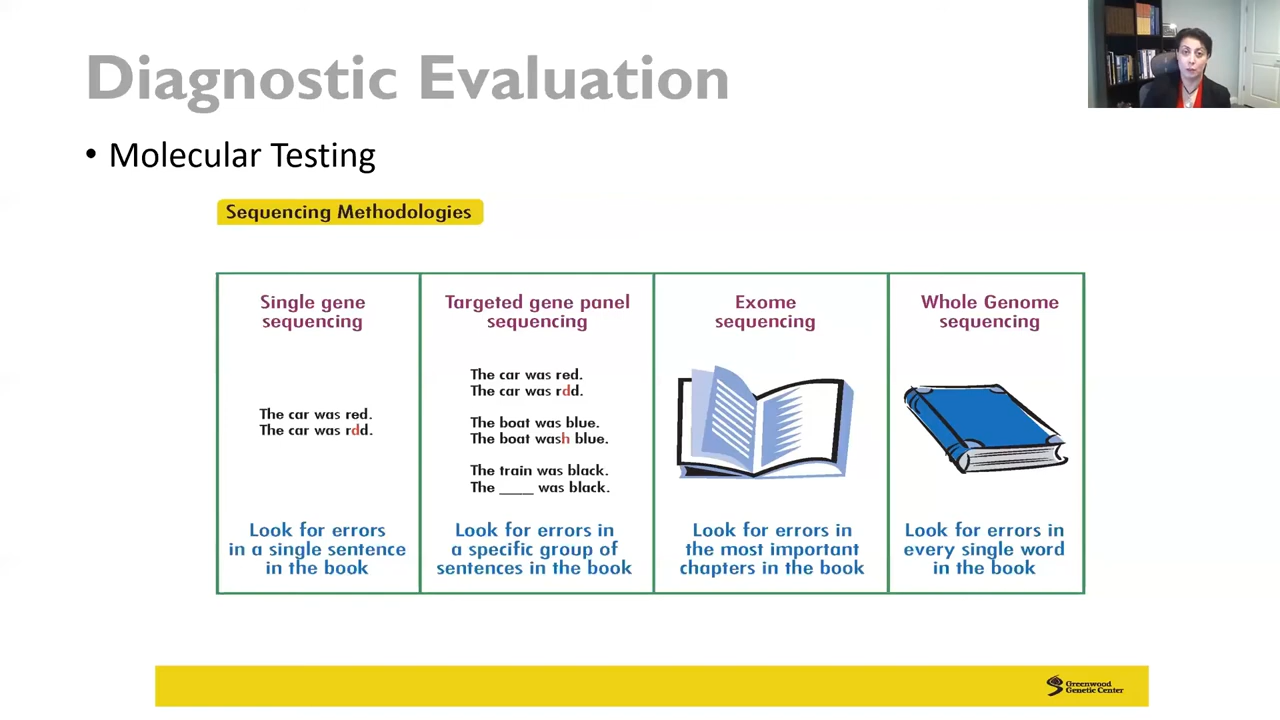 Diagnostic Evaluation
• Molecular Testing
Sequencing Methodologies
Single gene
sequencing
The car was red.
The car was rdd.
Look for errors
in a single sentence
in the book
Targeted gene panel
sequencing
The car was red.
The car was rdd.
The boat was blue.
The boat wash blue.
The train was black.
The ____ was black.
Look for errors in
a specific group of
sentences in the book
Exome
sequencing
Look for errors in
the most important
chapters in the book
Whole Genome
sequencing
Look for errors in
every single word
in the book
Greenwood
Genetic Center